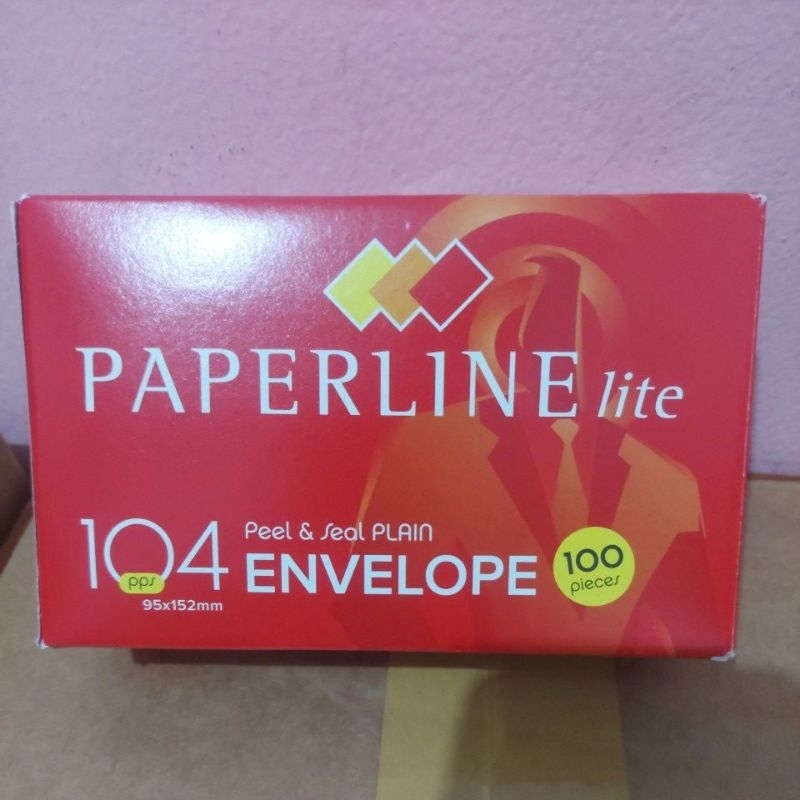 PAPERLINE lite
104
pps
95x152mm
Peel & Seal PLAIN
ENVELOPE
100
pieces